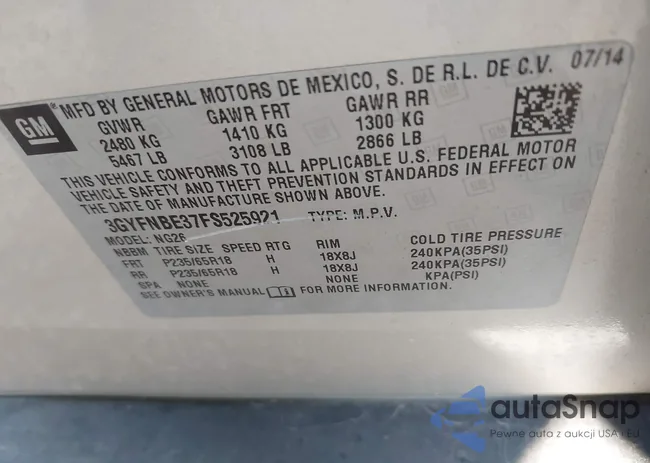 GM
MFD BY GENERAL MOTORS DE MEXICO, S. DE R.L. DE C.V. 07/14
GVWR GAWR FRT GAWR RR
2480 KG 1410 KG 1300 KG
5467 LB 3108 LB 2866 LB
THIS VEHICLE CONFORMS TO ALL APPLICABLE U.S. FEDERAL MOTOR
VEHICLE SAFETY AND THEFT PREVENTION STANDARDS IN EFFECT ON
THE DATE OF MANUFACTURE SHOWN ABOVE.
3GYFNBE37FS525921 TYPE: M.P.V.
MODEL: NG26
NBBM TIRE SIZE SPEED RTG RIM COLD TIRE PRESSURE
FRT P235/65R18 H 18X8J 240KPA(35PSI)
RR P235/65R18 H 18X8J 240KPA(35PSI)
SPA NONE NONE KPA(PSI)
SEE OWNER'S MANUAL FOR MORE INFORMATION.
autaSnap
Pewne auta z aukcji USA i EU